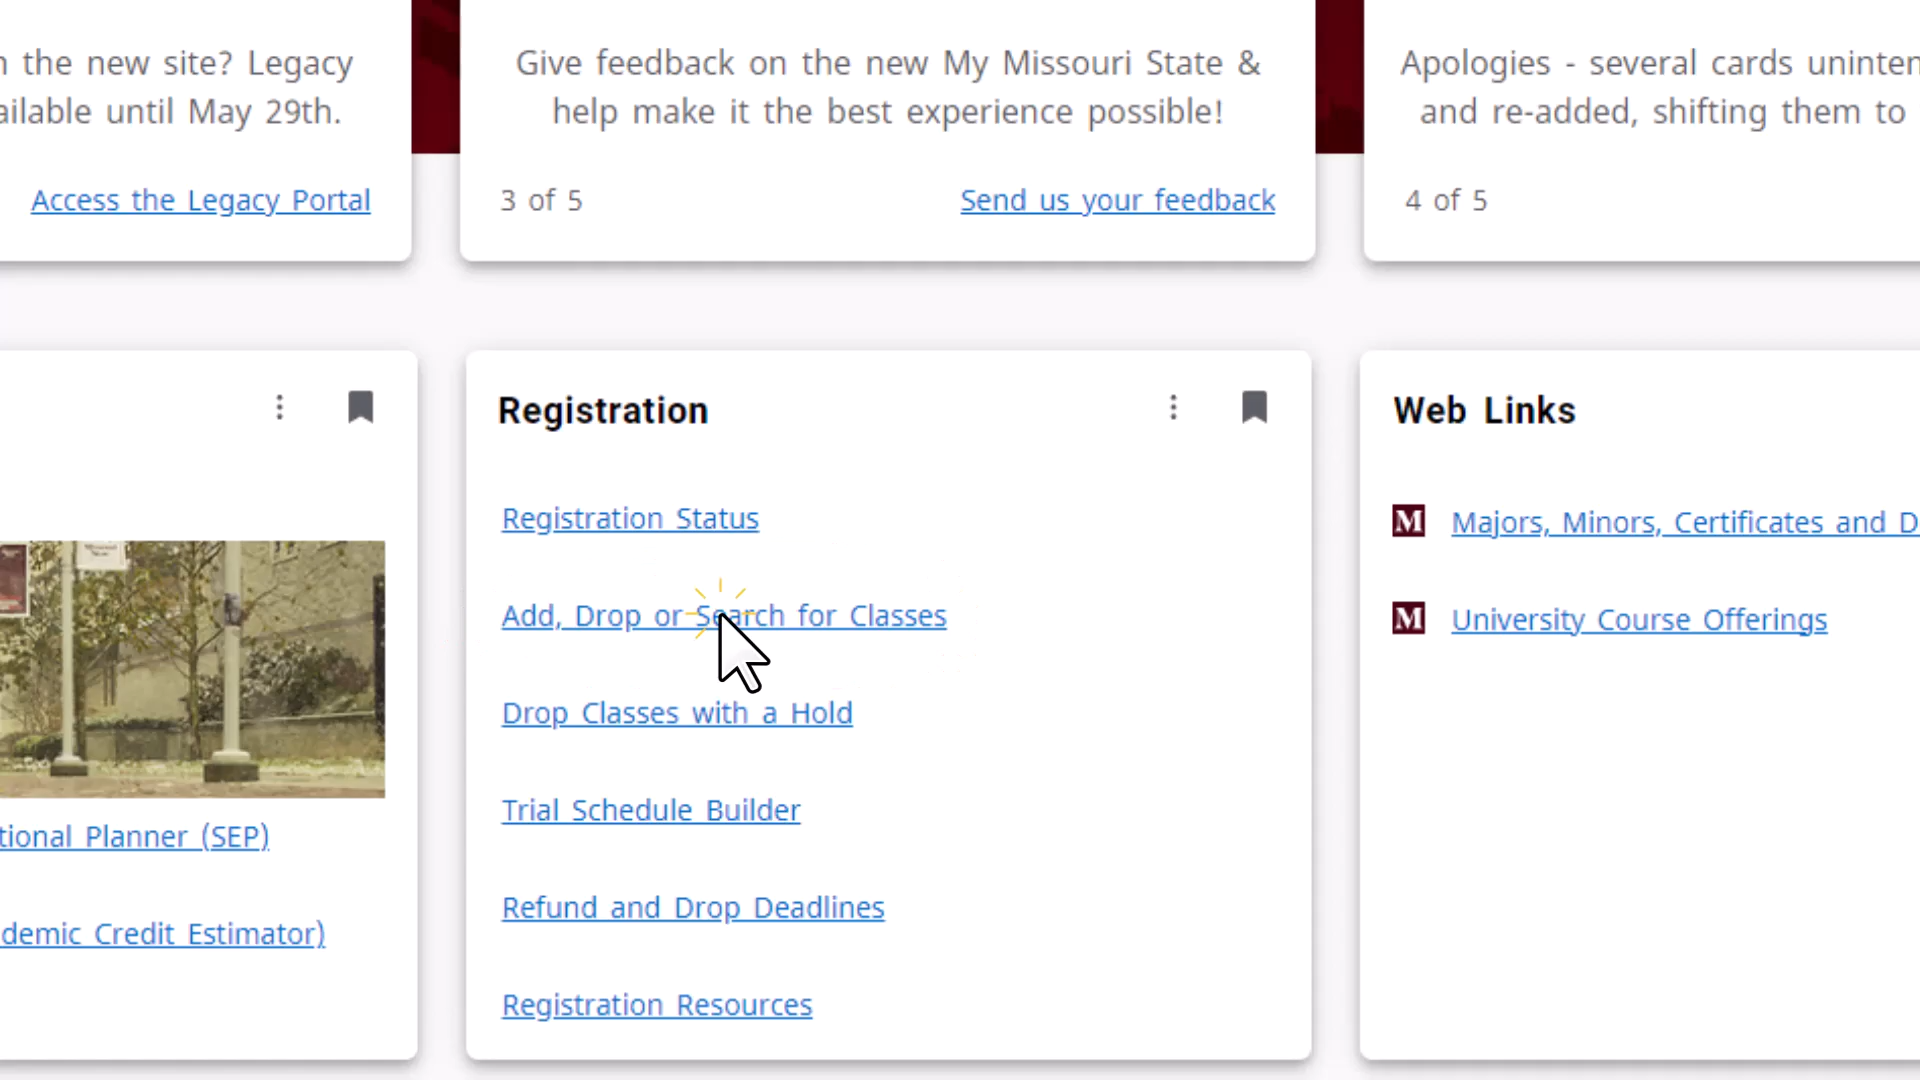 the new site? Legacy
until May 29th.
Access the Legacy Portal
Give feedback on the new My Missouri State &
help make it the best experience possible!
3 of 5
Send us your feedback
Apologies - several cards
and re-added, shifting them to
4 of 5
Planner (SEP)
Credit Estimator)
Registration
Registration Status
Add, Drop or Search for Classes
Drop Classes with a Hold
Trial Schedule Builder
Refund and Drop Deadlines
Registration Resources
Web Links
M Majors, Minors, Certificates and
M University Course Offerings